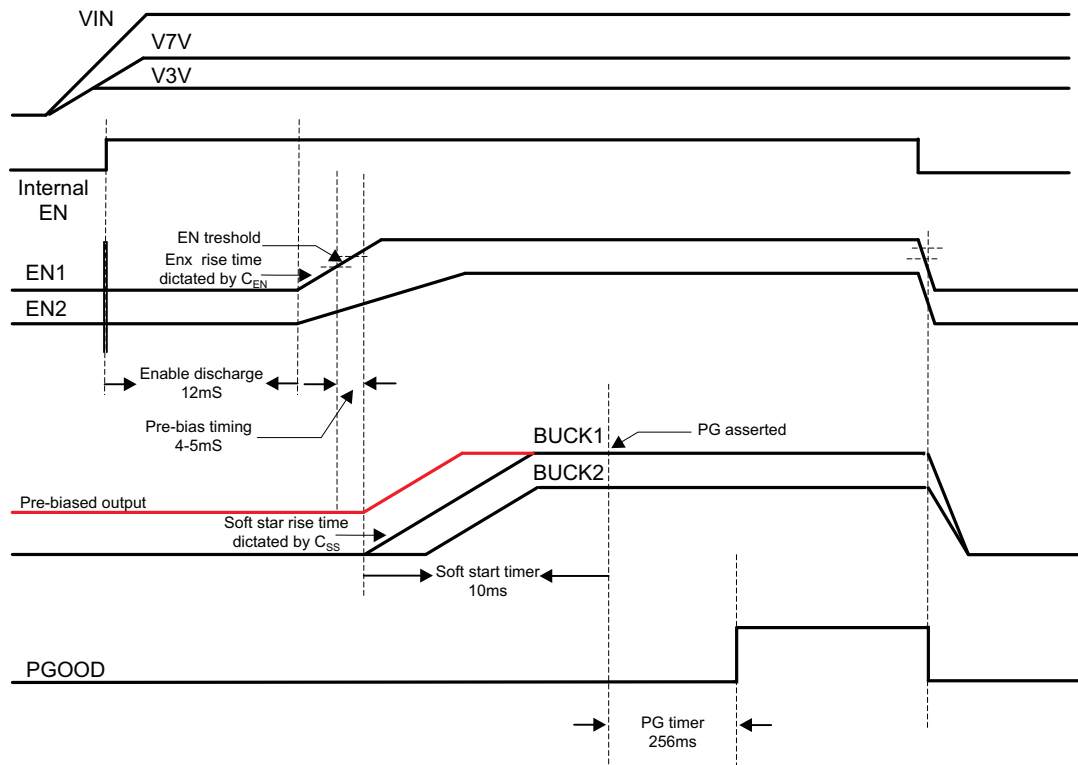 VIN
V7V
V3V
Internal
EN
EN treshold
Enx rise time
dictated by CEN
EN1
EN2
Enable discharge
12mS
Pre-bias timing
4-5mS
BUCK1
PG asserted
BUCK2
Pre-biased output
Soft star rise time
dictated by CSS
Soft start timer
10ms
PGOOD
PG timer
256ms